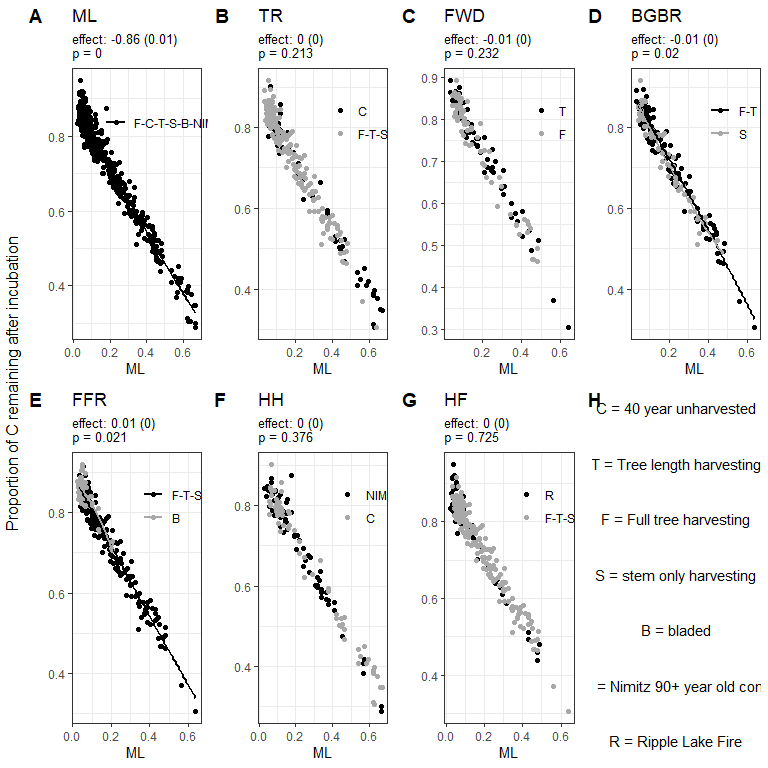 A ML
effect: -0.86 (0.01)
p = 0
0.8
0.6
0.4
0.0 0.2 0.4 0.6
ML
F-C-T-S-B-NI
B TR
effect: 0 (0)
p = 0.213
0.8
0.6
0.4
0.2 0.4 0.6
ML
C
F-T-S
C FWD
effect: -0.01 (0)
p = 0.232
0.9
0.8
0.7
0.6
0.5
0.4
0.3
0.2 0.4 0.6
ML
T
F
D BGBR
effect: -0.01 (0)
p = 0.02
0.8
0.6
0.4
0.0 0.2 0.4 0.6
ML
F-T
S
Proportion of C remaining after incubation
E FFR
effect: 0.01 (0)
p = 0.021
0.8
0.6
0.4
0.0 0.2 0.4 0.6
ML
F-T-S
B
F HH
effect: 0 (0)
p = 0.376
0.8
0.6
0.4
0.0 0.2 0.4 0.6
ML
NIM
C
G HF
effect: 0 (0)
p = 0.725
0.8
0.6
0.4
0.0 0.2 0.4 0.6
ML
R
F-T-S
H
C = 40 year unharvested
T = Tree length harvesting
F = Full tree harvesting
S = stem only harvesting
B = bladed
= Nimitz 90+ year old con
R = Ripple Lake Fire